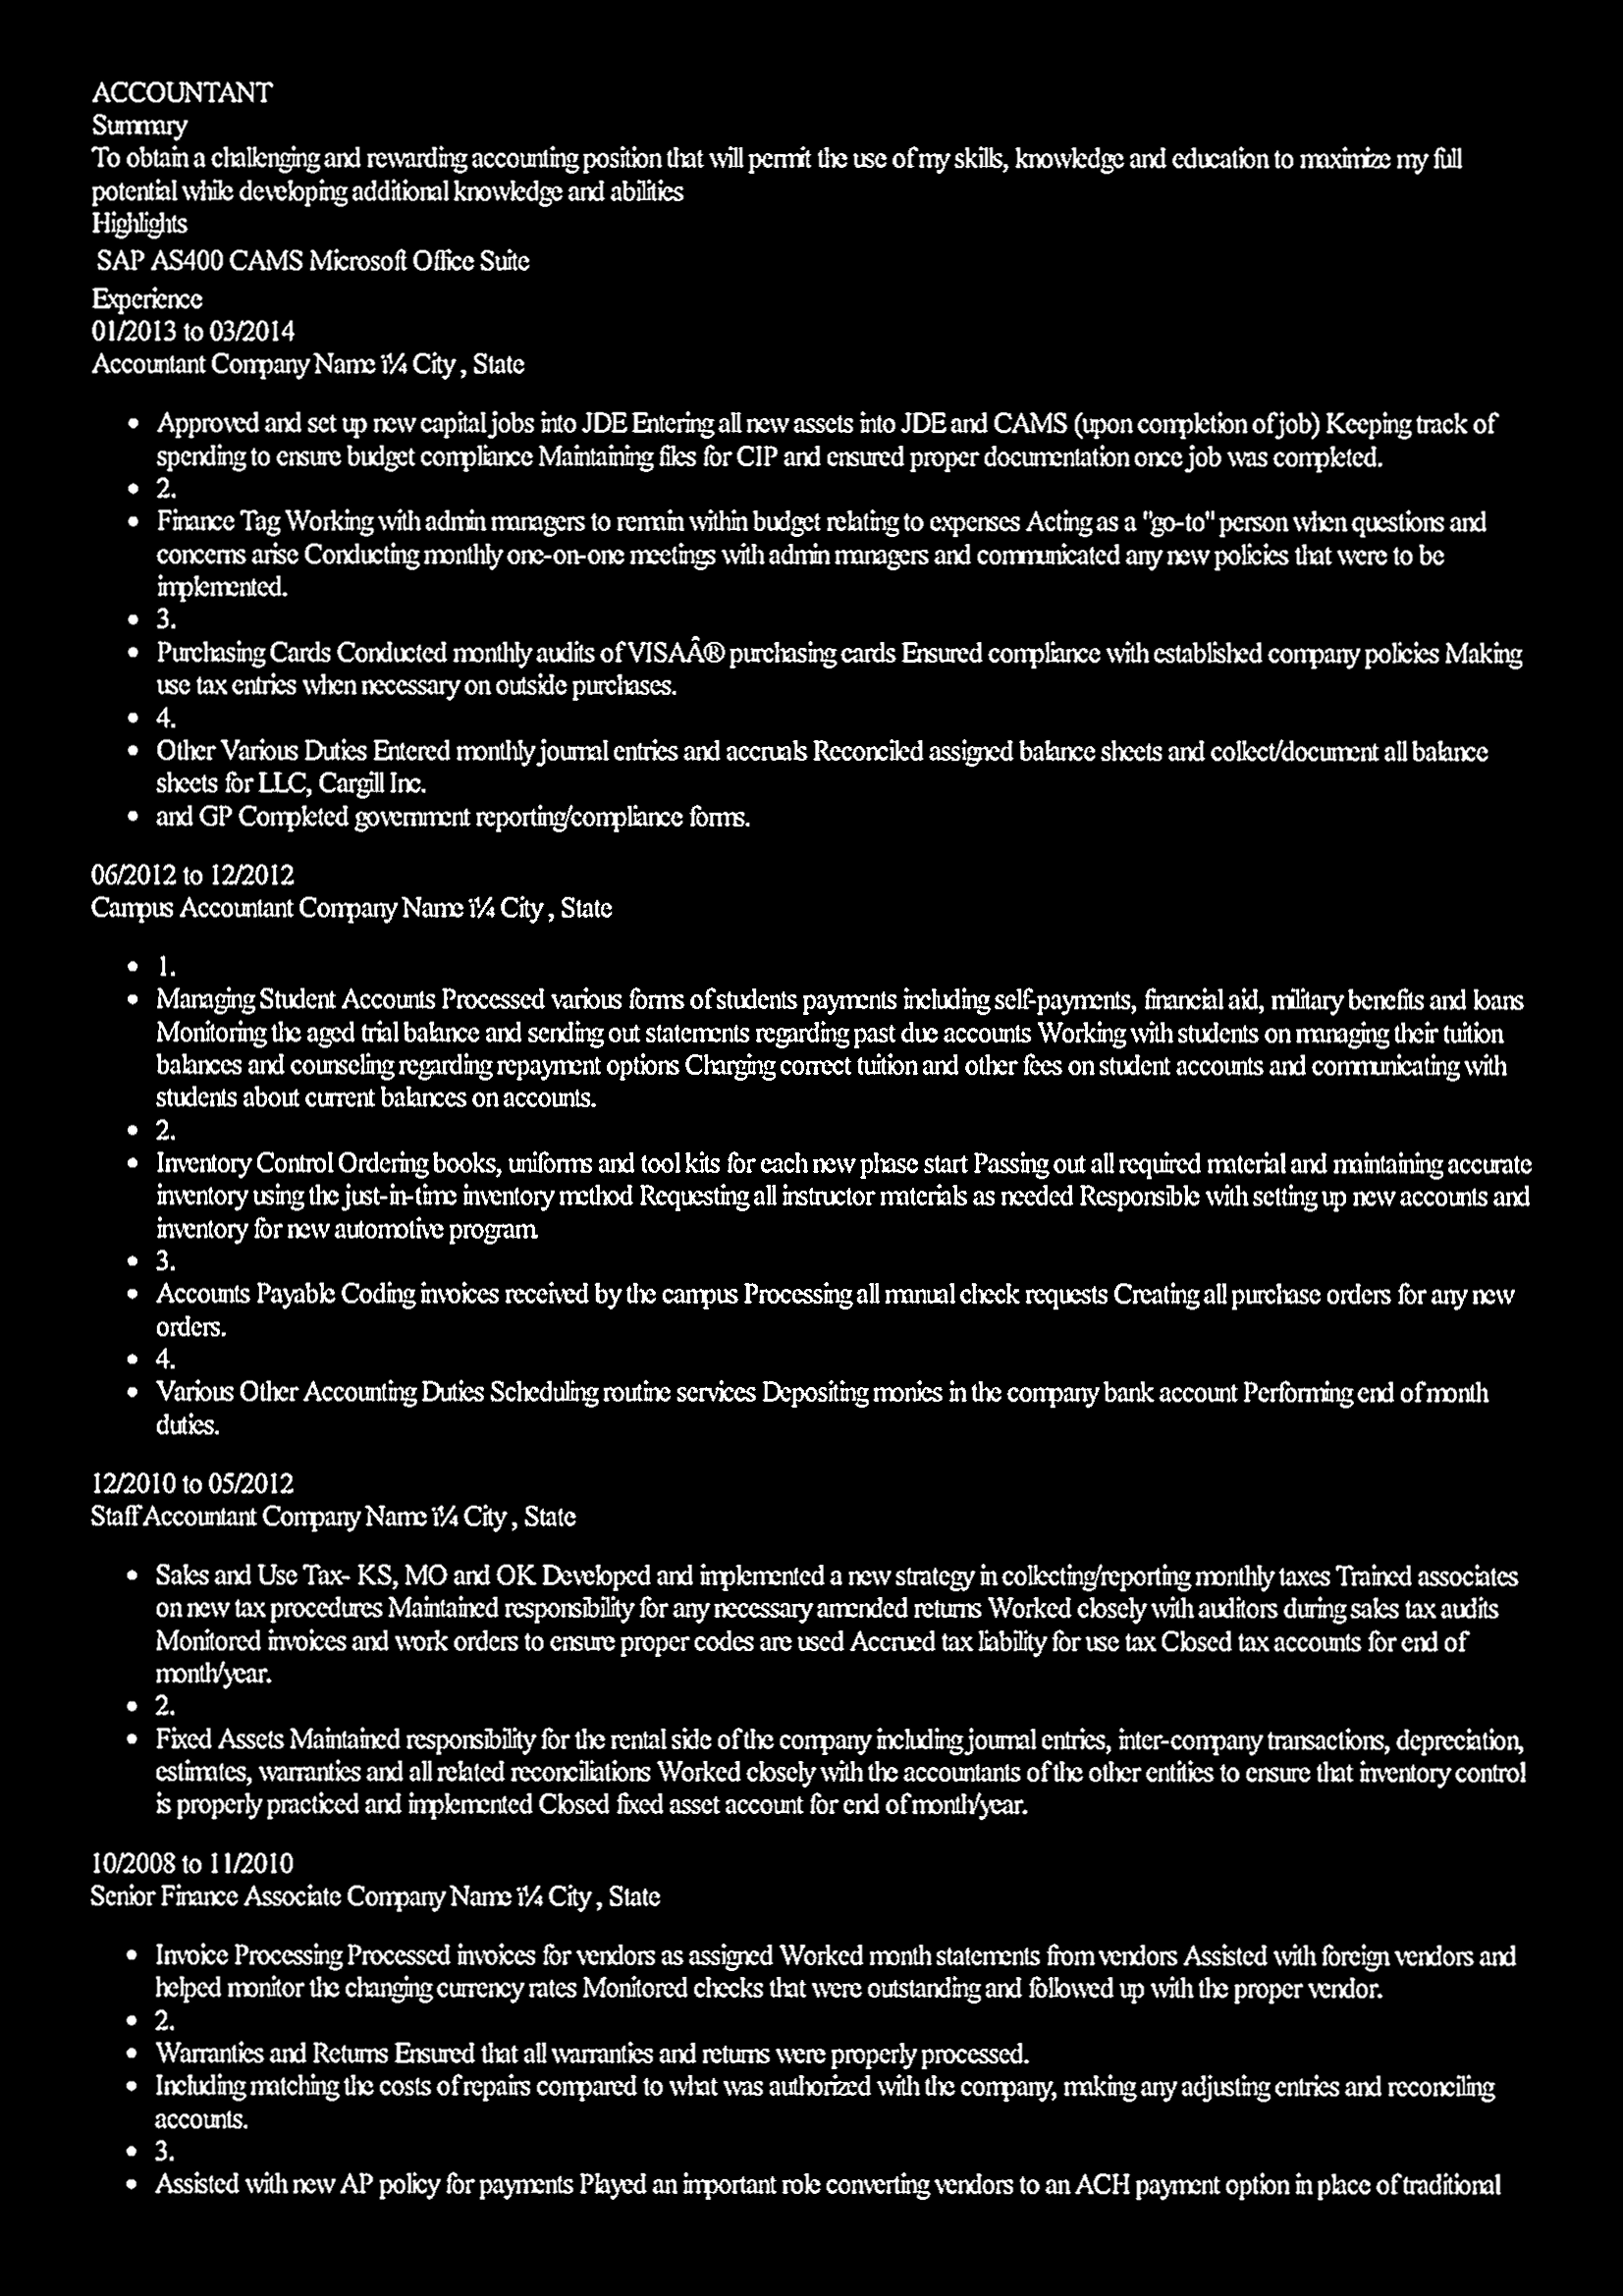 ACCOUNTANT
Summary
To obtain a challenging and rewarding accounting position that will permit the use of my skills, knowledge and education to maximize my full
potential while developing additional knowledge and abilities
Highlights
SAP AS400 CAMS Microsoft Office Suite
Experience
01/2013 to 03/2014
Accountant Company Name ï¼ City , State
• Approved and set up new capital jobs into JDE Entering all new assets into JDE and CAMS (upon completion of job) Keeping track of
spending to ensure budget compliance Maintaining files for CIP and ensured proper documentation once job was completed.
• 2.
• Finance Tag Working with admin managers to remain within budget relating to expenses Acting as a "go-to" person when questions and
concerns arise Conducting monthly one-on-one meetings with admin managers and communicated any new policies that were to be
implemented.
• 3.
• Purchasing Cards Conducted monthly audits of VISAÂ® purchasing cards Ensured compliance with established company policies Making
use tax entries when necessary on outside purchases.
• 4.
• Other Various Duties Entered monthly journal entries and accruals Reconciled assigned balance sheets and collect/document all balance
sheets for LLC, Cargill Inc.
• and GP Completed government reporting/compliance forms.
06/2012 to 12/2012
Campus Accountant Company Name ï¼ City , State
• 1.
• Managing Student Accounts Processed various forms of students payments including self-payments, financial aid, military benefits and loans
Monitoring the aged trial balance and sending out statements regarding past due accounts Working with students on managing their tuition
balances and counseling regarding repayment options Charging correct tuition and other fees on student accounts and communicating with
students about current balances on accounts.
• 2.
• Inventory Control Ordering books, uniforms and tool kits for each new phase start Passing out all required material and maintaining accurate
inventory using the just-in-time inventory method Requesting all instructor materials as needed Responsible with setting up new accounts and
inventory for new automotive program.
• 3.
• Accounts Payable Coding invoices received by the campus Processing all manual check requests Creating all purchase orders for any new
orders.
• 4.
• Various Other Accounting Duties Scheduling routine services Depositing monies in the company bank account Performing end of month
duties.
12/2010 to 05/2012
Staff Accountant Company Name ï¼ City , State
• Sales and Use Tax- KS, MO and OK Developed and implemented a new strategy in collecting/reporting monthly taxes Trained associates
on new tax procedures Maintained responsibility for any necessary amended returns Worked closely with auditors during sales tax audits
Monitored invoices and work orders to ensure proper codes are used Accrued tax liability for use tax Closed tax accounts for end of
month/year.
• 2.
• Fixed Assets Maintained responsibility for the rental side of the company including journal entries, inter-company transactions, depreciation,
estimates, warranties and all related reconciliations Worked closely with the accountants of the other entities to ensure that inventory control
is properly practiced and implemented Closed fixed asset account for end of month/year.
10/2008 to 11/2010
Senior Finance Associate Company Name ï¼ City , State
• Invoice Processing Processed invoices for vendors as assigned Worked month statements from vendors Assisted with foreign vendors and
helped monitor the changing currency rates Monitored checks that were outstanding and followed up with the proper vendor.
• 2.
• Warranties and Returns Ensured that all warranties and returns were properly processed.
• Including matching the costs of repairs compared to what was authorized with the company, making any adjusting entries and reconciling
accounts.
• 3.
• Assisted with new AP policy for payments Played an important role converting vendors to an ACH payment option in place of traditional